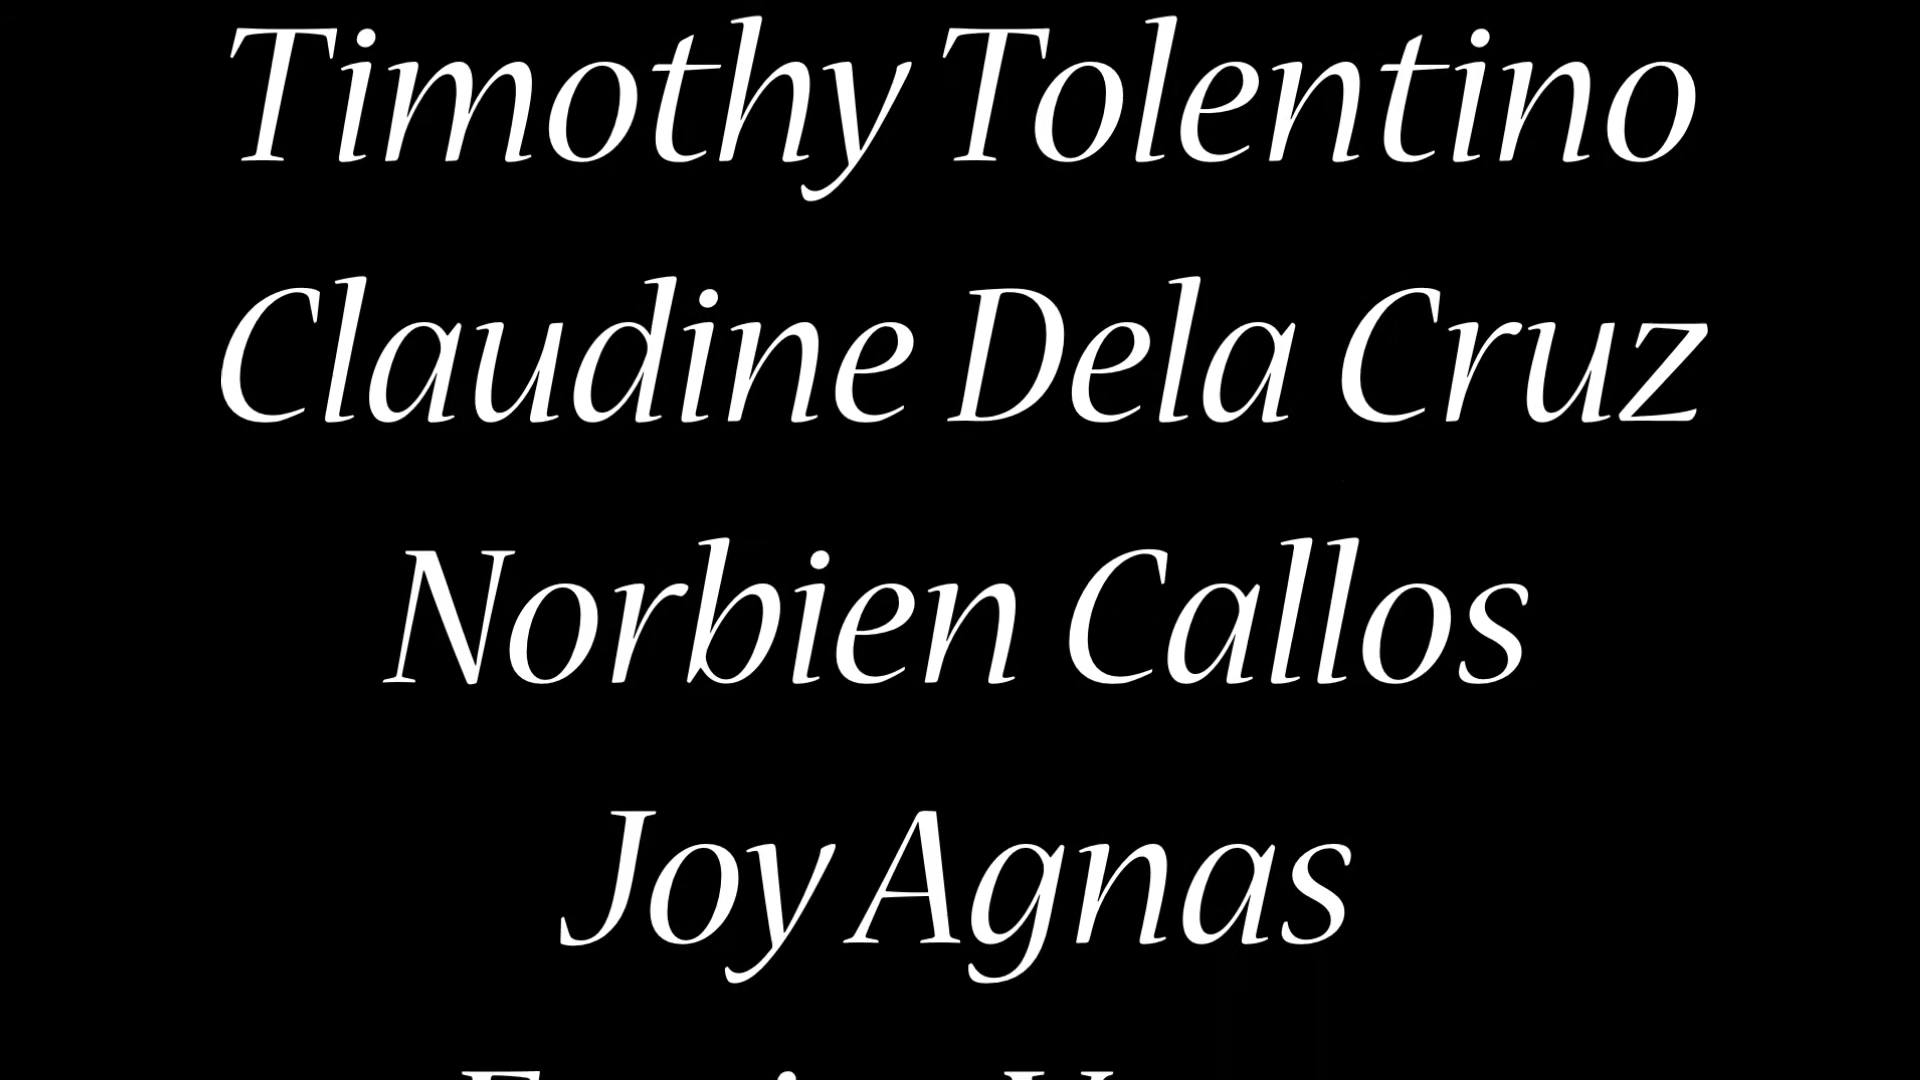 Timothy Tolentino
Claudine Dela Cruz
Norbien Callos
Joy Agnas